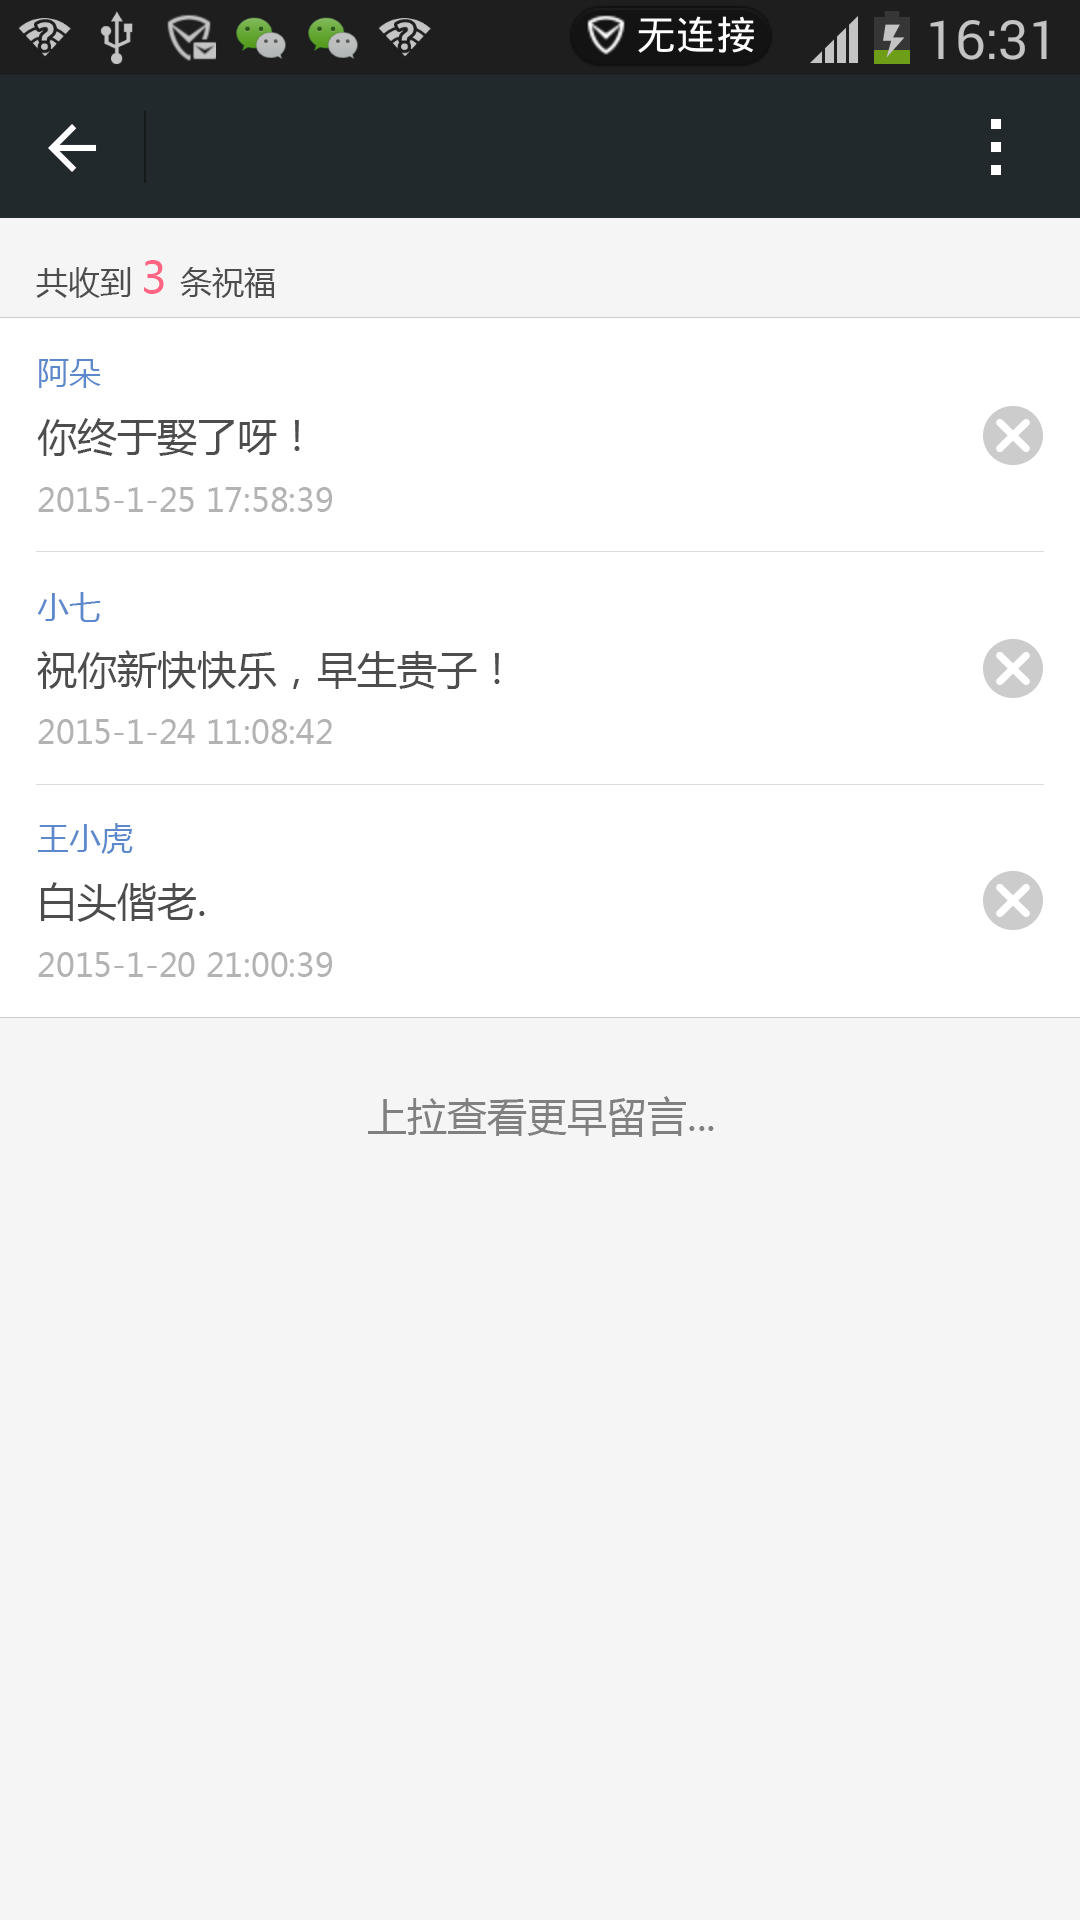 无连接 16:31
共收到 3 条祝福
阿朵
你终于娶了呀！
2015-1-25 17:58:39
小七
祝你新快快乐，早生贵子！
2015-1-24 11:08:42
王小虎
白头偕老.
2015-1-20 21:00:39
上拉查看更早留言...